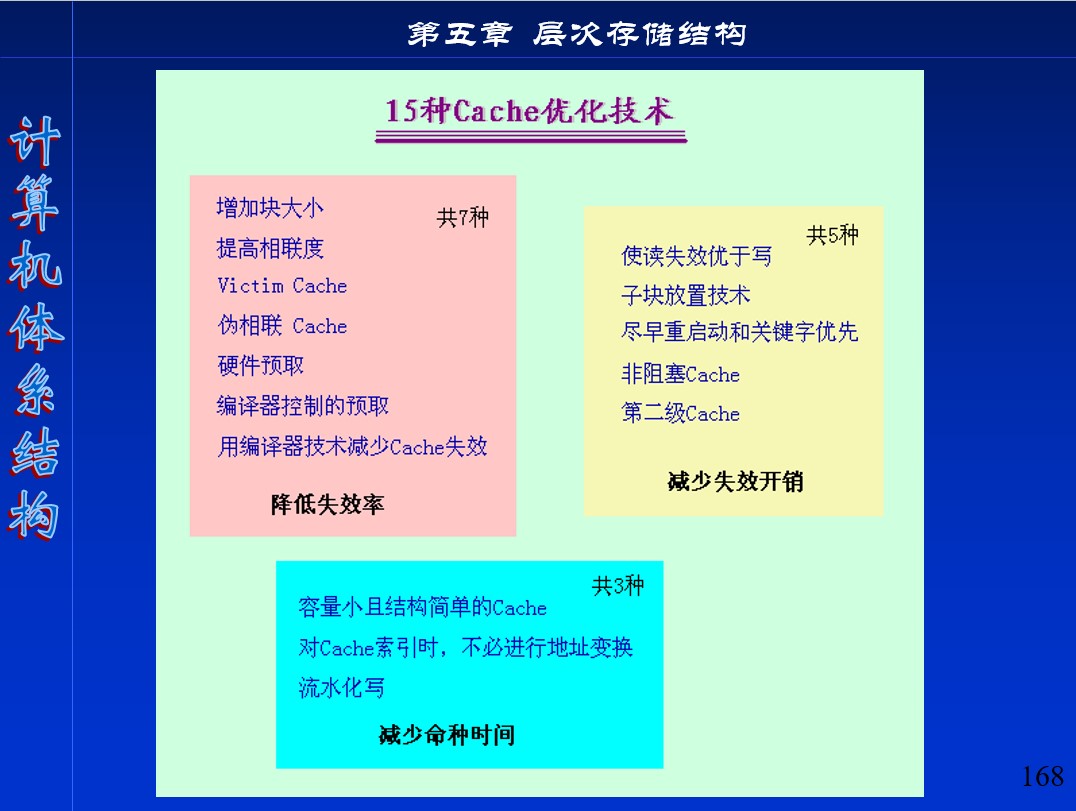 第五章 层次存储结构
计算机体系结构
15种Cache优化技术
共7种
增加块大小
提高相联度
Victim Cache
伪相联 Cache
硬件预取
编译器控制的预取
用编译器技术减少Cache失效
降低失效率
共5种
使读失效优于写
子块放置技术
尽早重启动和关键字优先
非阻塞Cache
第二级Cache
减少失效开销
共3种
容量小且结构简单的Cache
对Cache索引时，不必进行地址变换
流水化写
减少命种时间
168